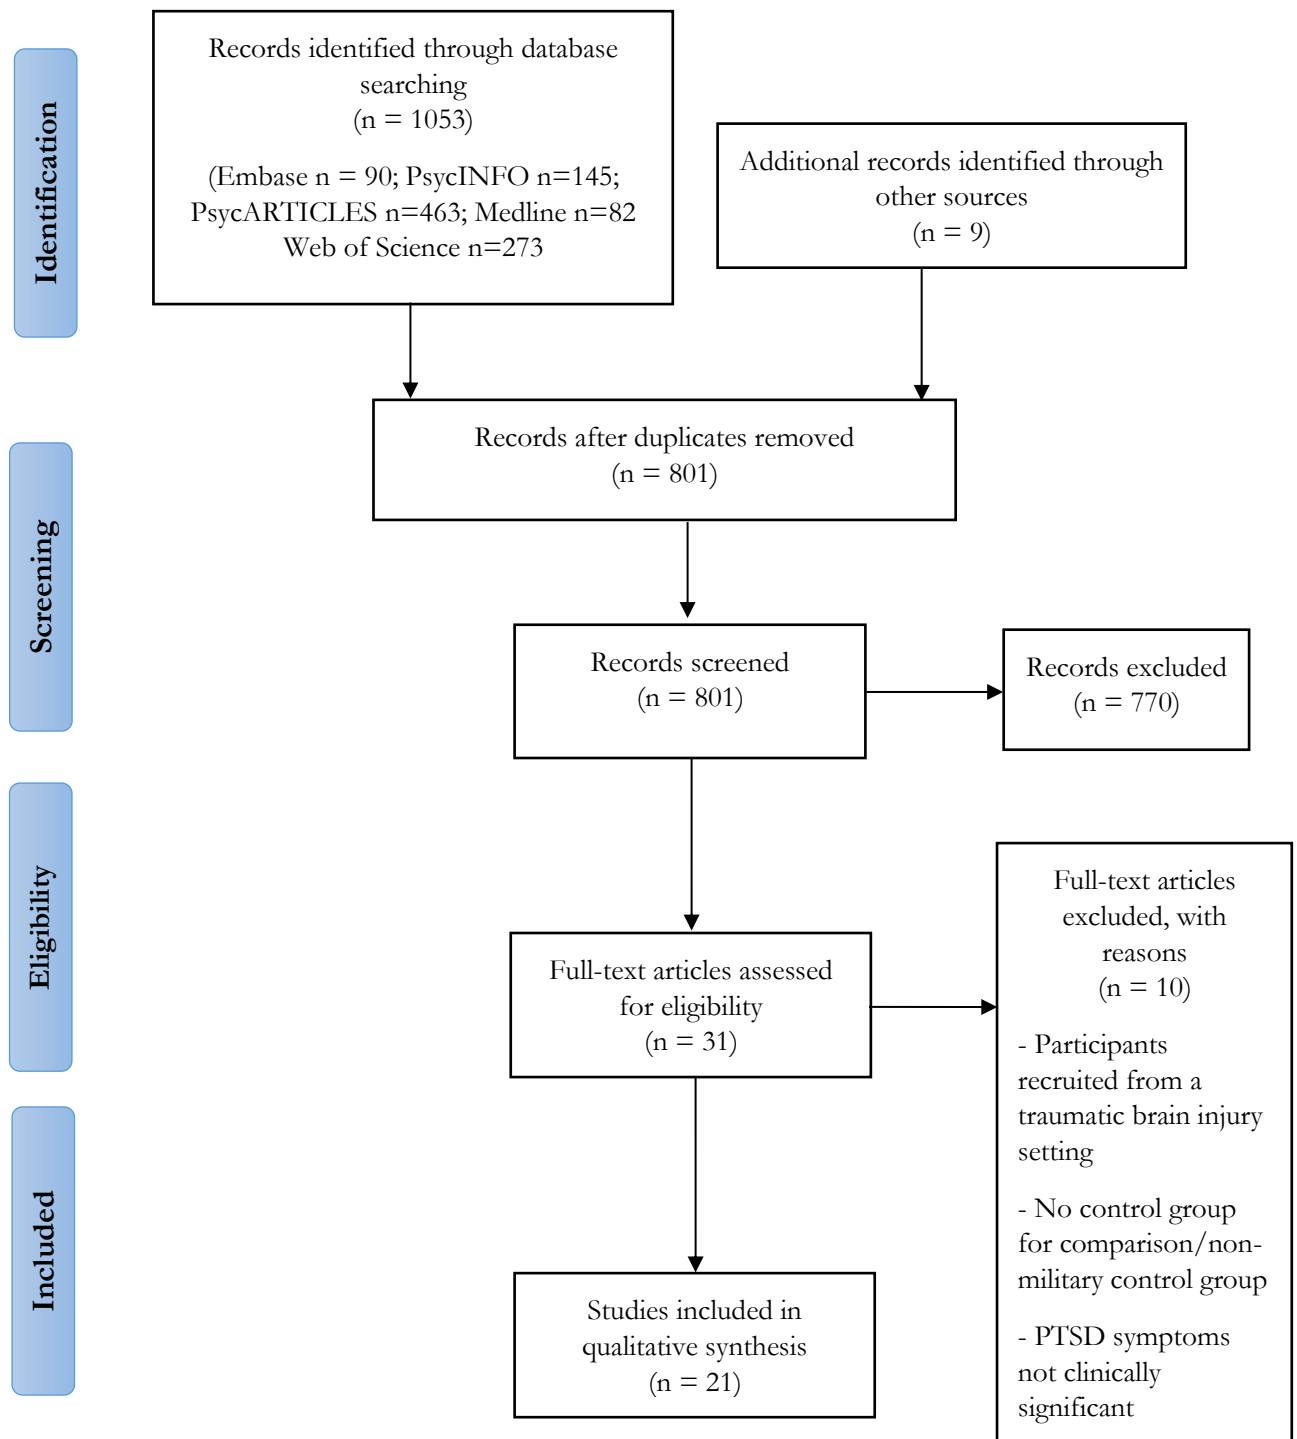 Identification
Records identified through database
searching
(n = 1053)
(Embase n = 90; PsycINFO n=145;
PsycARTICLES n=463; Medline n=82
Web of Science n=273
Additional records identified through
other sources
(n = 9)
Records after duplicates removed
(n = 801)
Screening
Records screened
(n = 801)
Records excluded
(n = 770)
Eligibility
Full-text articles assessed
for eligibility
(n = 31)
Full-text articles
excluded, with
reasons
(n = 10)
- Participants
recruited from a
traumatic brain injury
setting
- No control group
for comparison/non-
military control group
- PTSD symptoms
not clinically
significant
Included
Studies included in
qualitative synthesis
(n = 21)